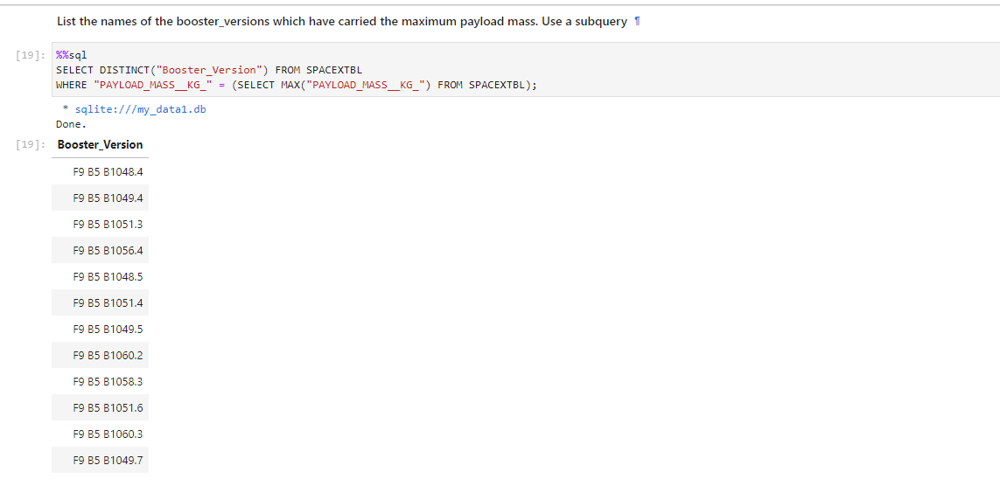 List the names of the booster_versions which have carried the maximum payload mass. Use a subquery ¶
[19]: %%sql
SELECT DISTINCT("Booster_Version") FROM SPACEXTBL
WHERE "PAYLOAD_MASS__KG_" = (SELECT MAX("PAYLOAD_MASS__KG_") FROM SPACEXTBL);
* sqlite:///my_data1.db
Done.
[19]: Booster_Version
F9 B5 B1048.4
F9 B5 B1049.4
F9 B5 B1051.3
F9 B5 B1056.4
F9 B5 B1048.5
F9 B5 B1051.4
F9 B5 B1049.5
F9 B5 B1060.2
F9 B5 B1058.3
F9 B5 B1051.6
F9 B5 B1060.3
F9 B5 B1049.7